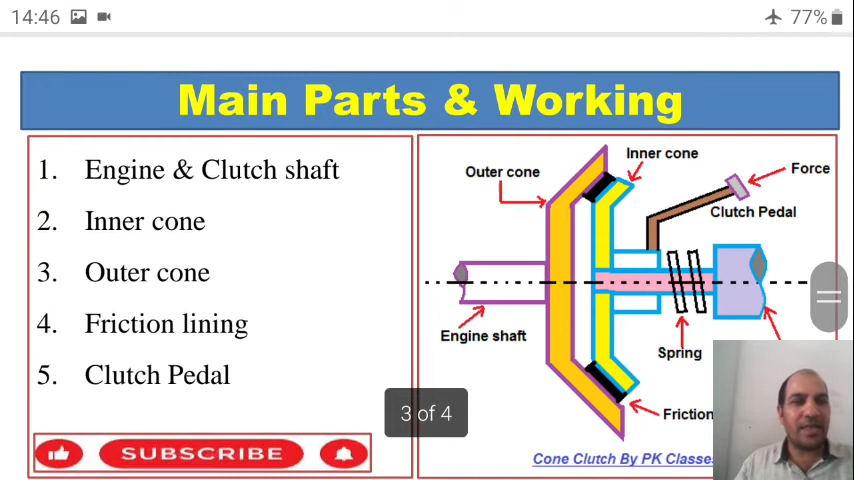 14:46
77%
Main Parts & Working
1. Engine & Clutch shaft
2. Inner cone
3. Outer cone
4. Friction lining
5. Clutch Pedal
SUBSCRIBE
3 of 4
Inner cone
Outer cone
Force
Clutch Pedal
Engine shaft
Spring
Friction
Cone Clutch By PK Classes